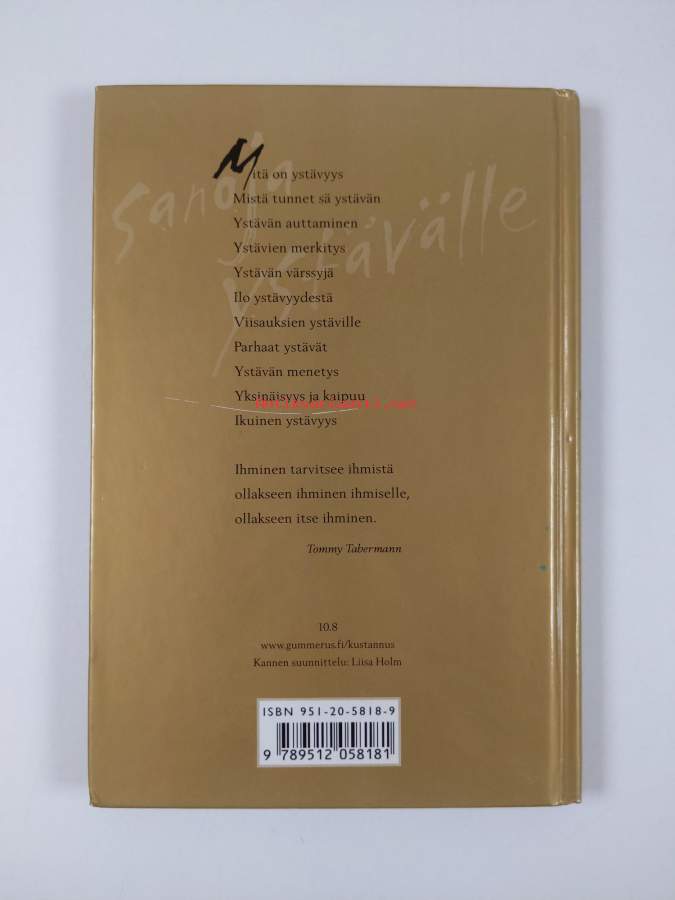 sanoja
ystävälle
Mitä on ystävyys
Mistä tunnet sä ystävän
Ystävän auttaminen
Ystävien merkitys
Ystävän värssyjä
Ilo ystävyydestä
Viisauksien ystäville
Parhaat ystävät
Ystävän menetys
Yksinäisyys ja kaipuu
Ikuinen ystävyys
Ihminen tarvitsee ihmistä
ollakseen ihminen ihmiselle,
ollakseen itse ihminen.
Tommy Tabermann
10.8
www.gummerus.fi/kustannus
Kannen suunnittelu: Liisa Holm
ISBN 951-20-5818-9
9 789512 058181